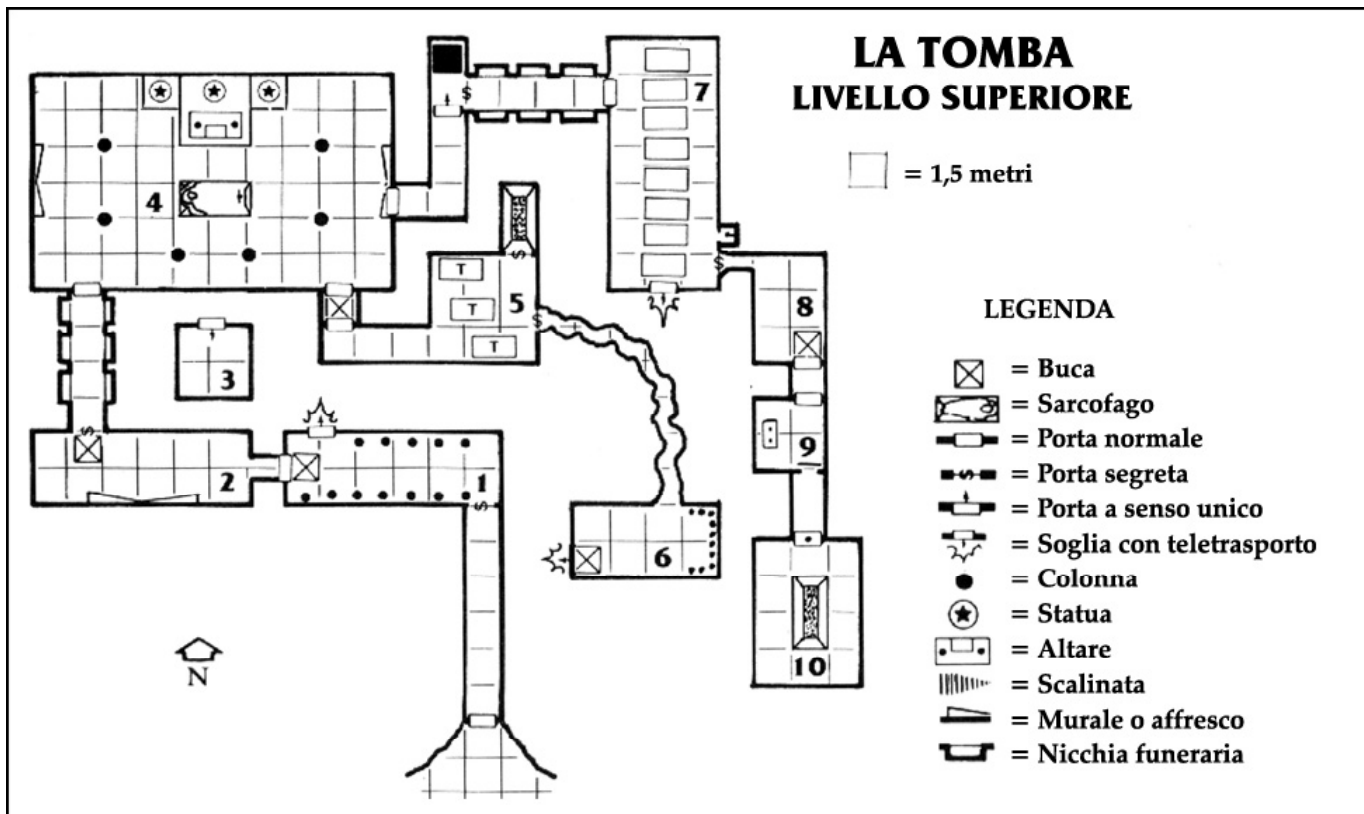 LA TOMBA
LIVELLO SUPERIORE
= 1,5 metri
7
S
4
S
T
5
T
S
T
S
8
3
9
S
2
1
S
6
10
N
LEGENDA
= Buca
= Sarcofago
= Porta normale
S = Porta segreta
= Porta a senso unico
= Soglia con teletrasporto
= Colonna
= Statua
= Altare
= Scalinata
= Murale o affresco
= Nicchia funeraria